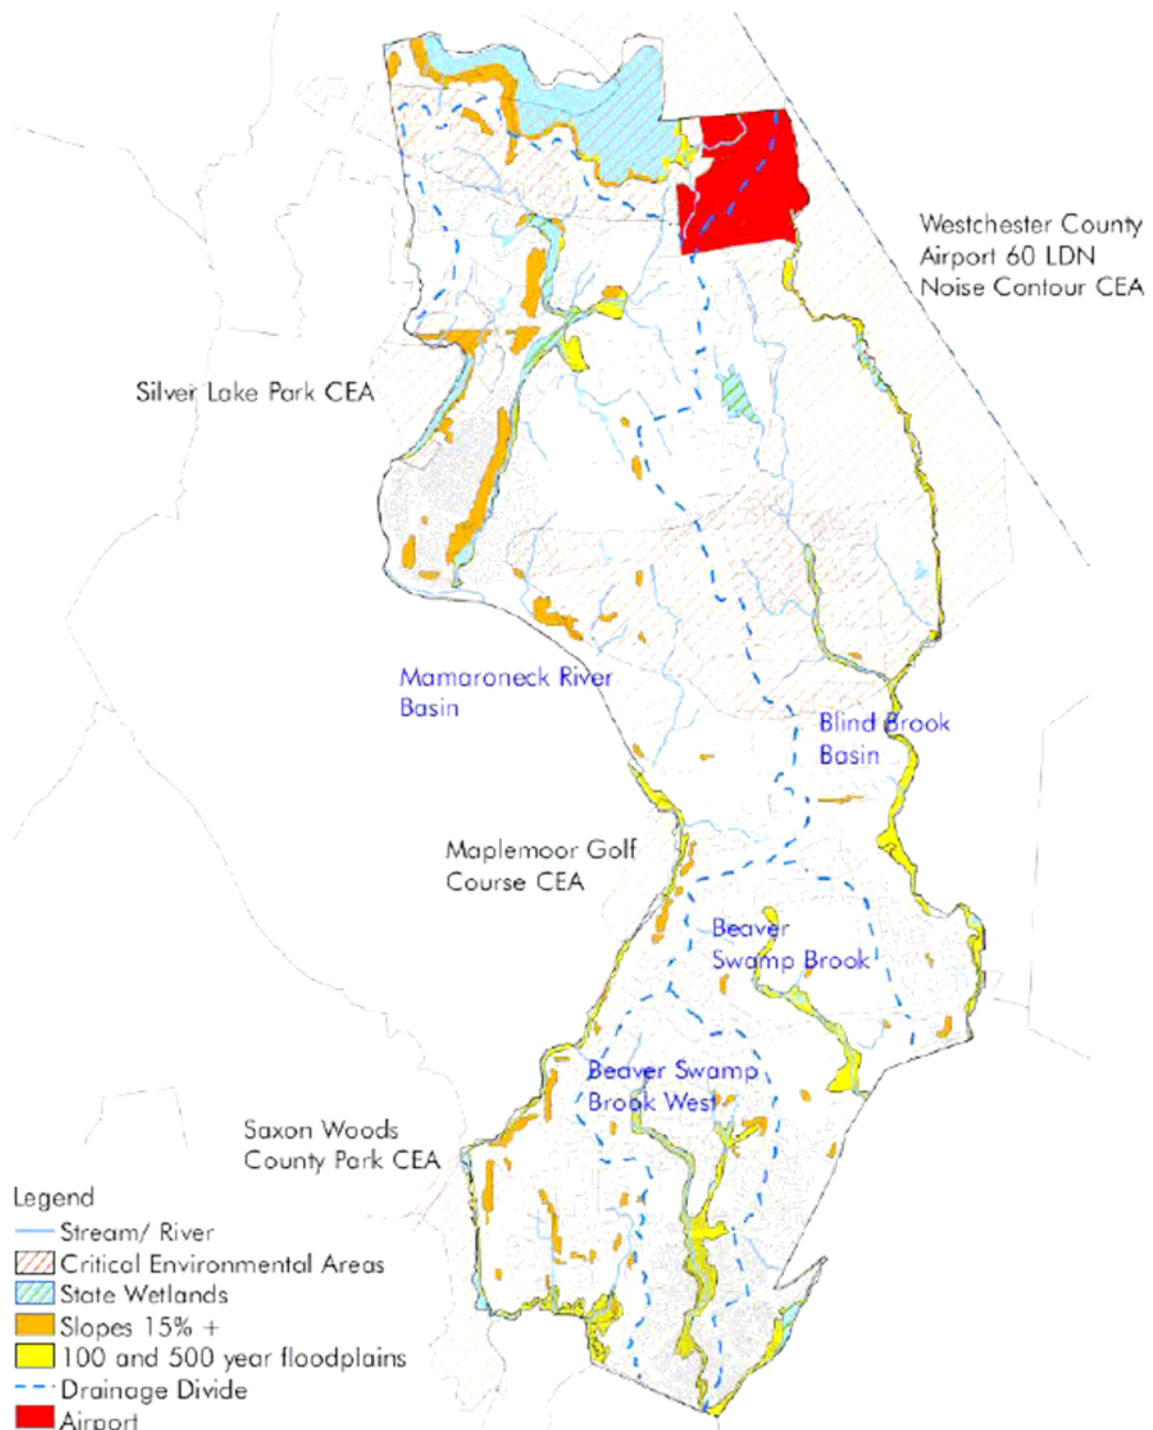 Westchester County
Airport 60 LDN
Noise Contour CEA
Silver Lake Park CEA
Mamaroneck River
Basin
Blind Brook
Basin
Maplemoor Golf
Course CEA
Beaver
Swamp Brook
Beaver Swamp
Brook West
Saxon Woods
County Park CEA
Legend
Stream/ River
Critical Environmental Areas
State Wetlands
Slopes 15% +
100 and 500 year floodplains
Drainage Divide
Airport